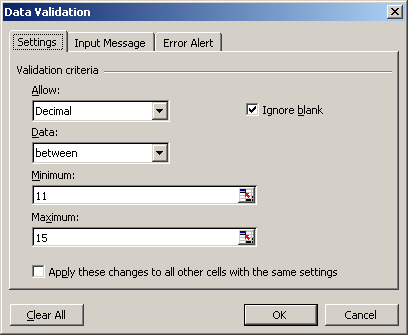 Data Validation
Settings
Input Message
Error Alert
Validation criteria
Allow:
Decimal
Ignore blank
Data:
between
Minimum:
11
Maximum:
15
Apply these changes to all other cells with the same settings
Clear All
OK
Cancel